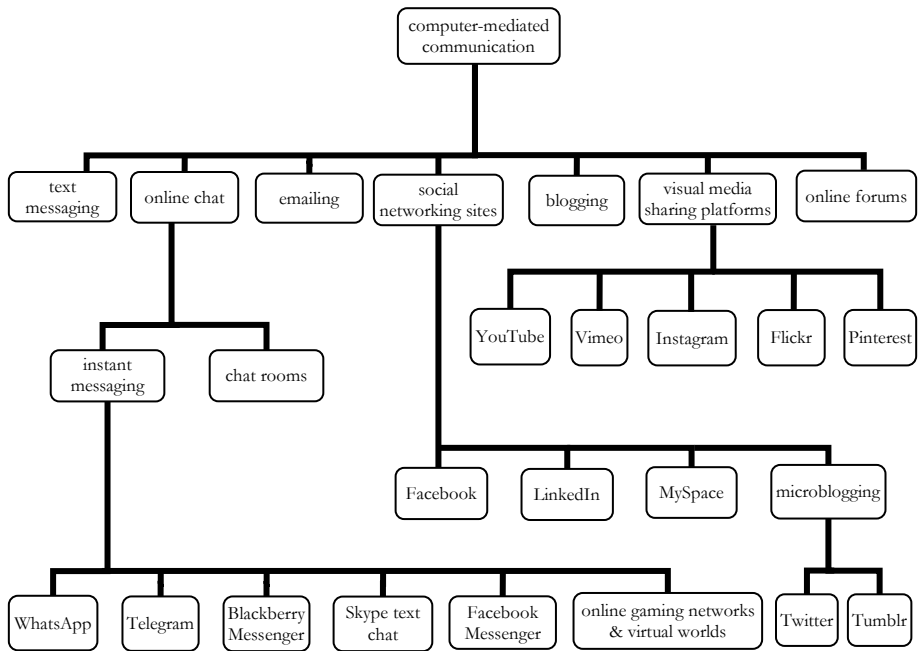 computer-mediated
communication
text
messaging
online chat
emailing
social
networking sites
blogging
visual media
sharing platforms
online forums
YouTube
Vimeo
Instagram
Flickr
Pinterest
instant
messaging
chat rooms
Facebook
LinkedIn
MySpace
microblogging
WhatsApp
Telegram
Blackberry
Messenger
Skype text
chat
Facebook
Messenger
online gaming networks
& virtual worlds
Twitter
Tumblr